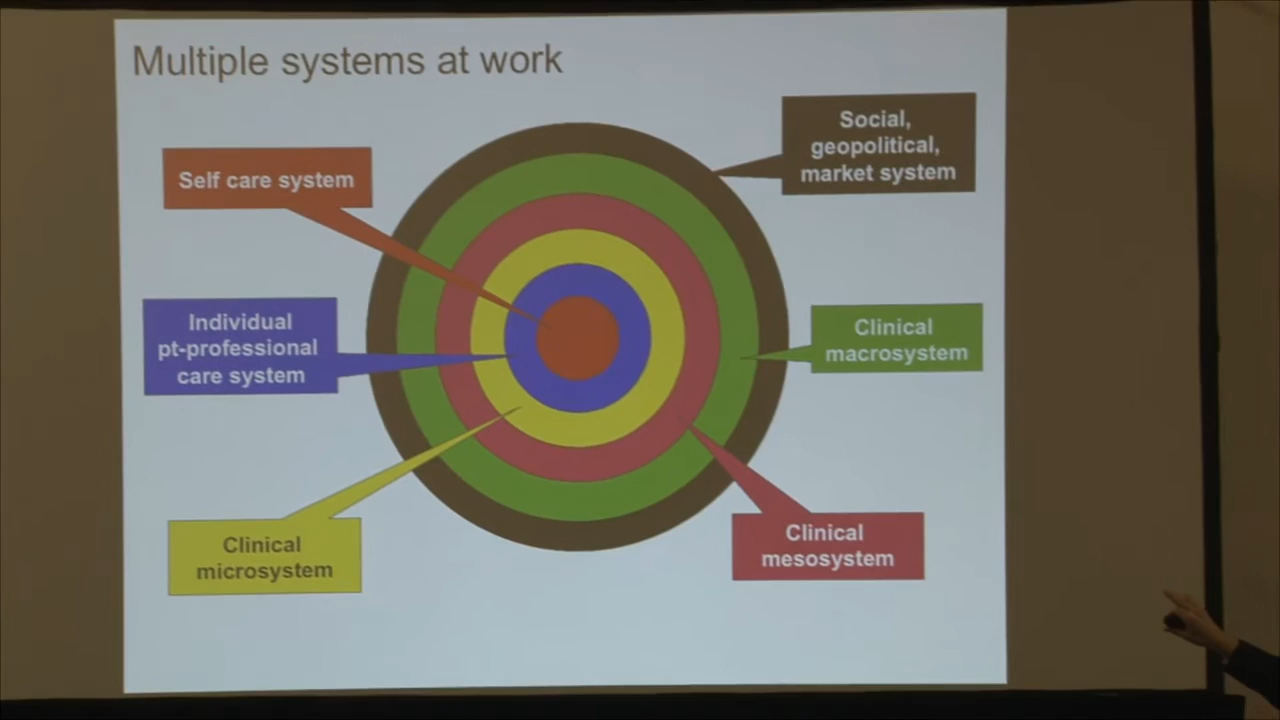 Multiple systems at work
Self care system
Individual
pt-professional
care system
Clinical
microsystem
Social,
geopolitical,
market system
Clinical
macrosystem
Clinical
mesosystem